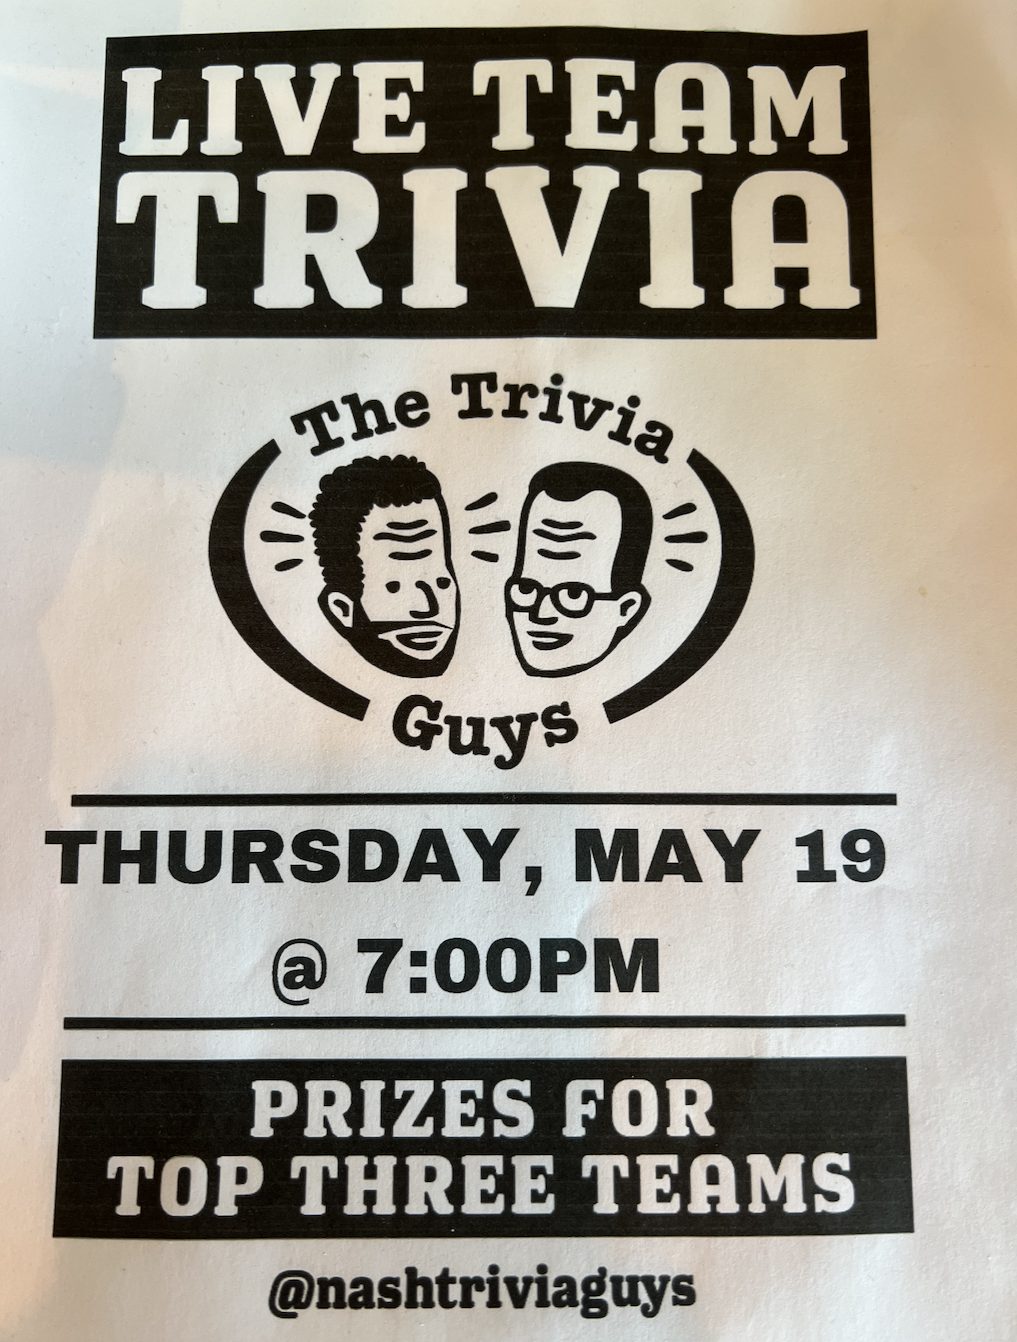 LIVE TEAM
TRIVIA
The Trivia
Guys
THURSDAY, MAY 19
@ 7:00PM
PRIZES FOR
TOP THREE TEAMS
@nashtriviaguys